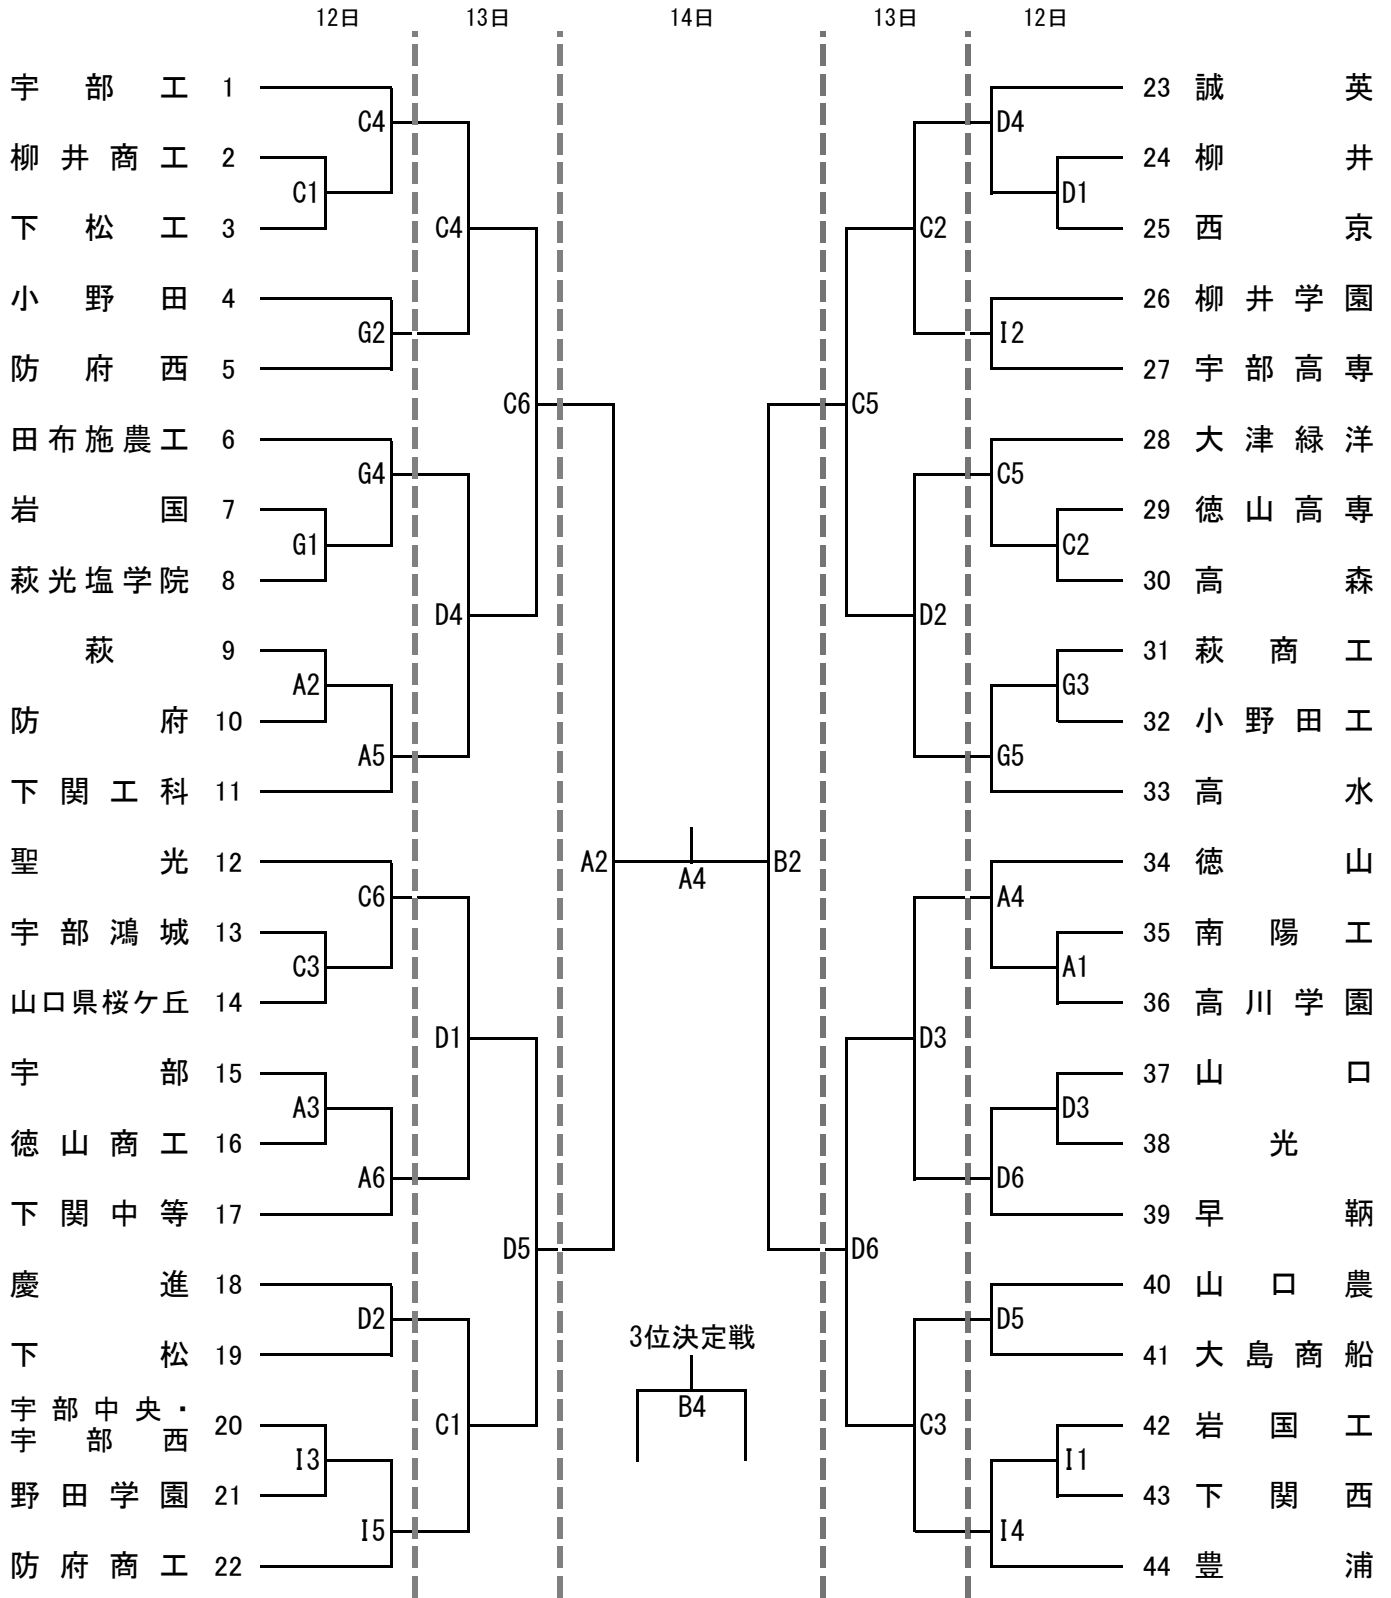 12日 13日 14日 13日 12日
宇部工 1
C4
柳井商工 2
C1
下松工 3
C4
小野田 4
G2
防府西 5
C6
田布施農工 6
G4
岩国 7
G1
萩光塩学院 8
D4
萩 9
A2
防府 10
A5
下関工科 11
聖光 12
C6
宇部鴻城 13
C3
山口県桜ケ丘 14
D1
宇部 15
A3
徳山商工 16
A6
下関中等 17
D5
慶進 18
D2
下松 19
宇部中央・
宇部西
20
C1
I3
野田学園 21
I5
防府商工 22
A2
A4
B2
3位決定戦
B4
23 誠英
D4
24 柳井
D1
25 西京
C2
26 柳井学園
I2
27 宇部高専
C5
28 大津緑洋
C5
29 徳山高専
C2
30 高森
D2
31 萩商工
G3
32 小野田工
G5
33 高水
34 徳山
A4
35 南陽工
A1
36 高川学園
D3
37 山口
D3
38 光
D6
39 早鞆
D6
40 山口農
D5
41 大島商船
C3
42 岩国工
I1
43 下関西
I4
44 豊浦